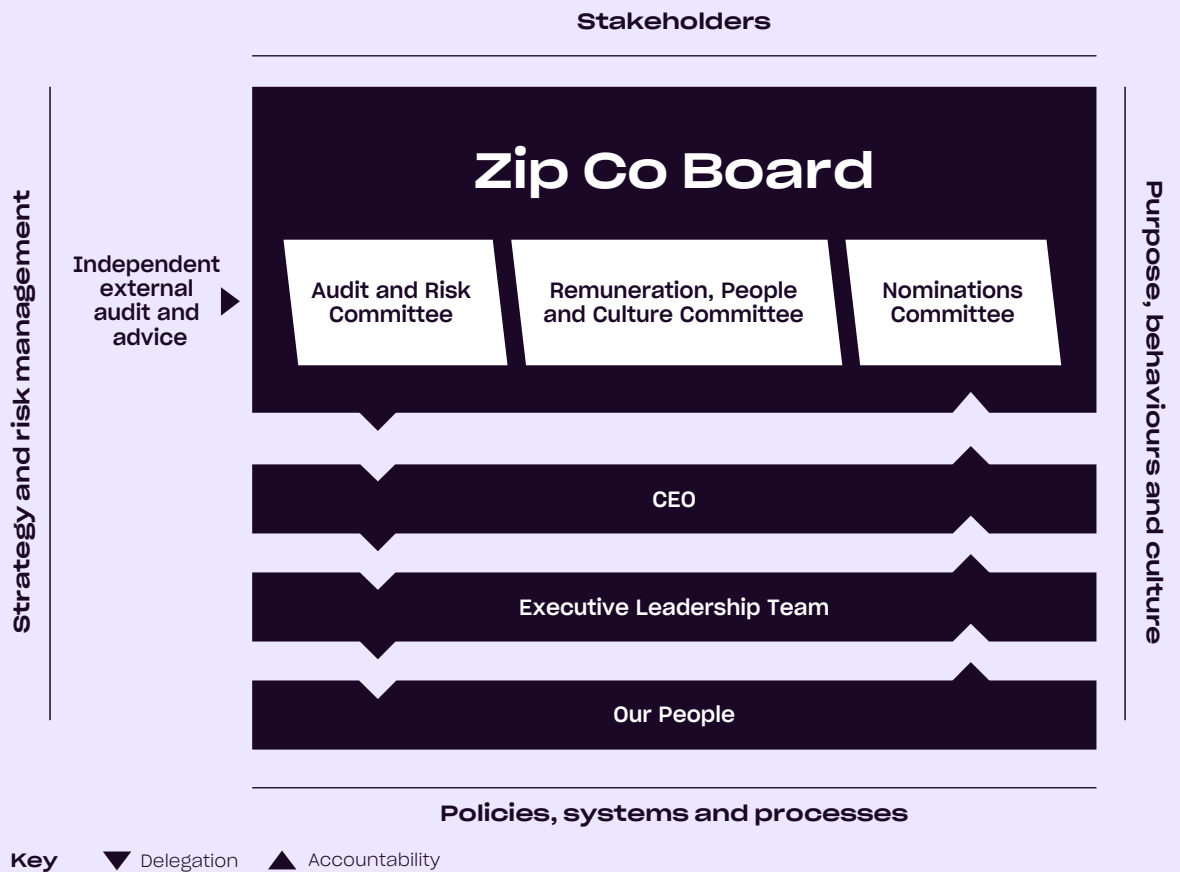 Stakeholders
Zip Co Board
Strategy and risk management
Independent
external
audit and
advice
Audit and Risk
Committee
Remuneration, People
and Culture Committee
Nominations
Committee
Purpose, behaviours and culture
CEO
Executive Leadership Team
Our People
Policies, systems and processes
Key
Delegation
Accountability